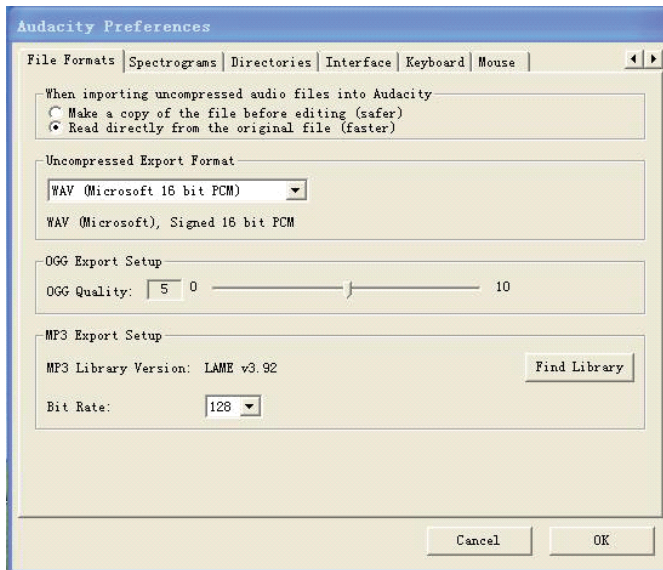 Audacity Preferences
File Formats Spectrograms Directories Interface Keyboard Mouse
When importing uncompressed audio files into Audacity
Make a copy of the file before editing (safer)
Read directly from the original file (faster)
Uncompressed Export Format
WAV (Microsoft 16 bit PCM)
WAV (Microsoft), Signed 16 bit PCM
OGG Export Setup
OGG Quality: 5 0 10
MP3 Export Setup
MP3 Library Version: LAME v3.92 Find Library
Bit Rate: 128
Cancel OK